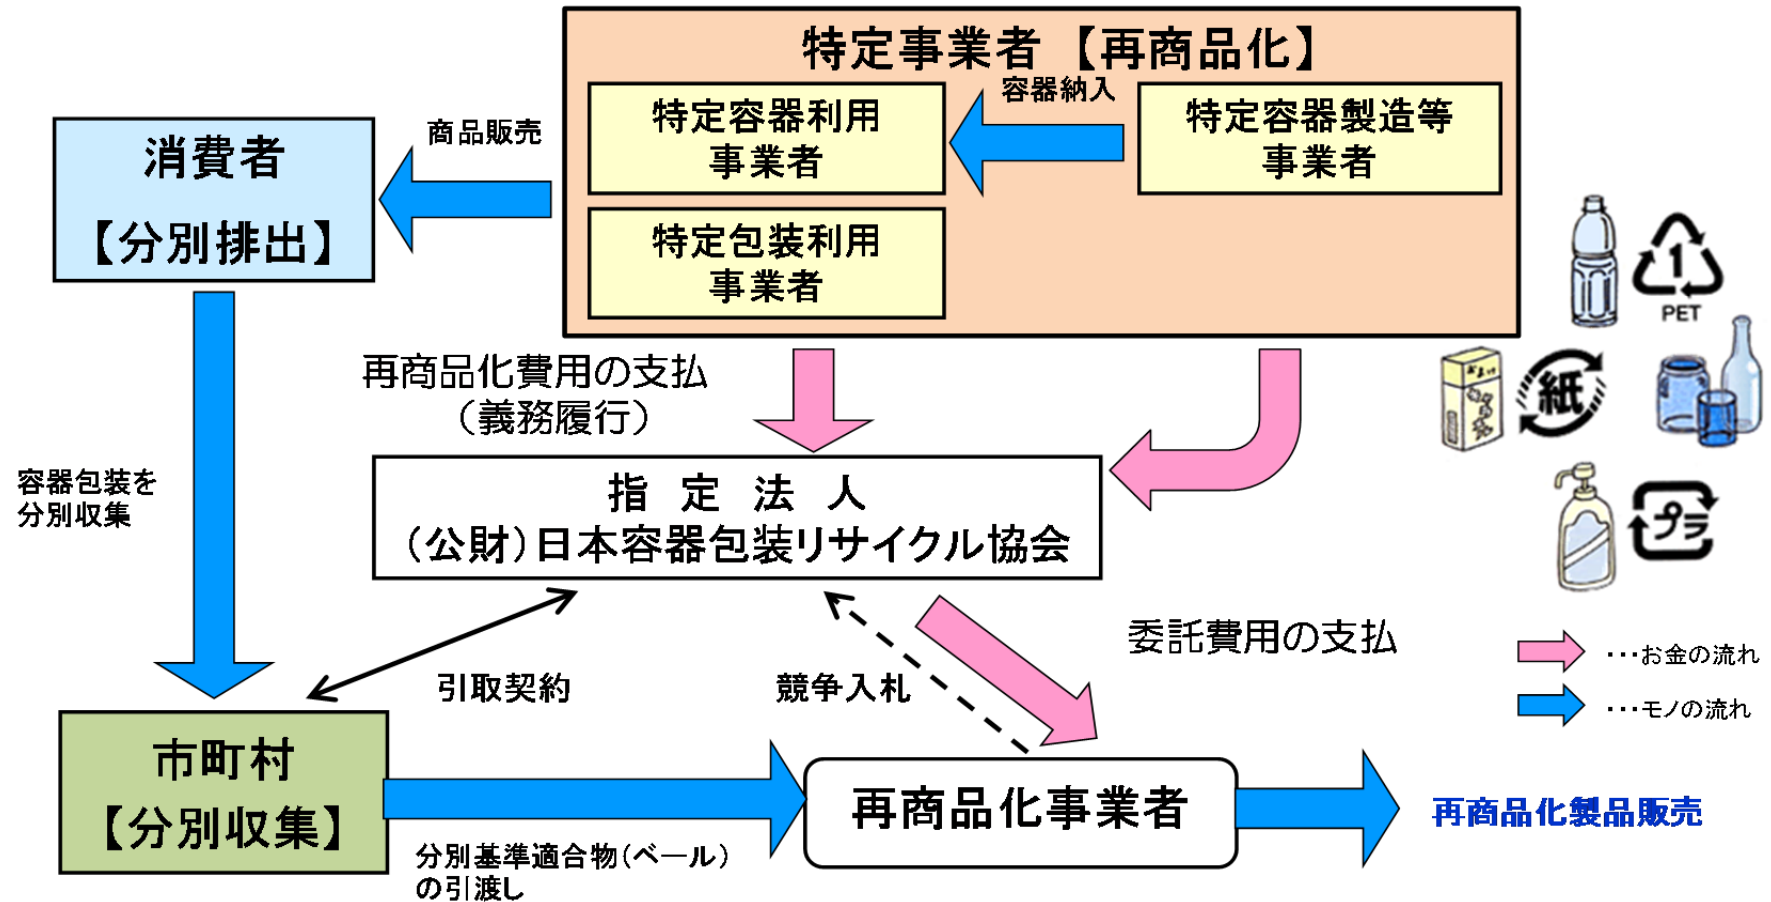 特定事業者【再商品化】
容器納入
特定容器利用
事業者
特定容器製造等
事業者
特定包装利用
事業者
商品販売
消費者
【分別排出】
1
PET
紙
プラ
再商品化費用の支払
（義務履行）
容器包装を
分別収集
指 定 法 人
（公財）日本容器包装リサイクル協会
委託費用の支払
引取契約
競争入札
･･･お金の流れ
･･･モノの流れ
市町村
【分別収集】
再商品化事業者
再商品化製品販売
分別基準適合物（ベール）
の引渡し